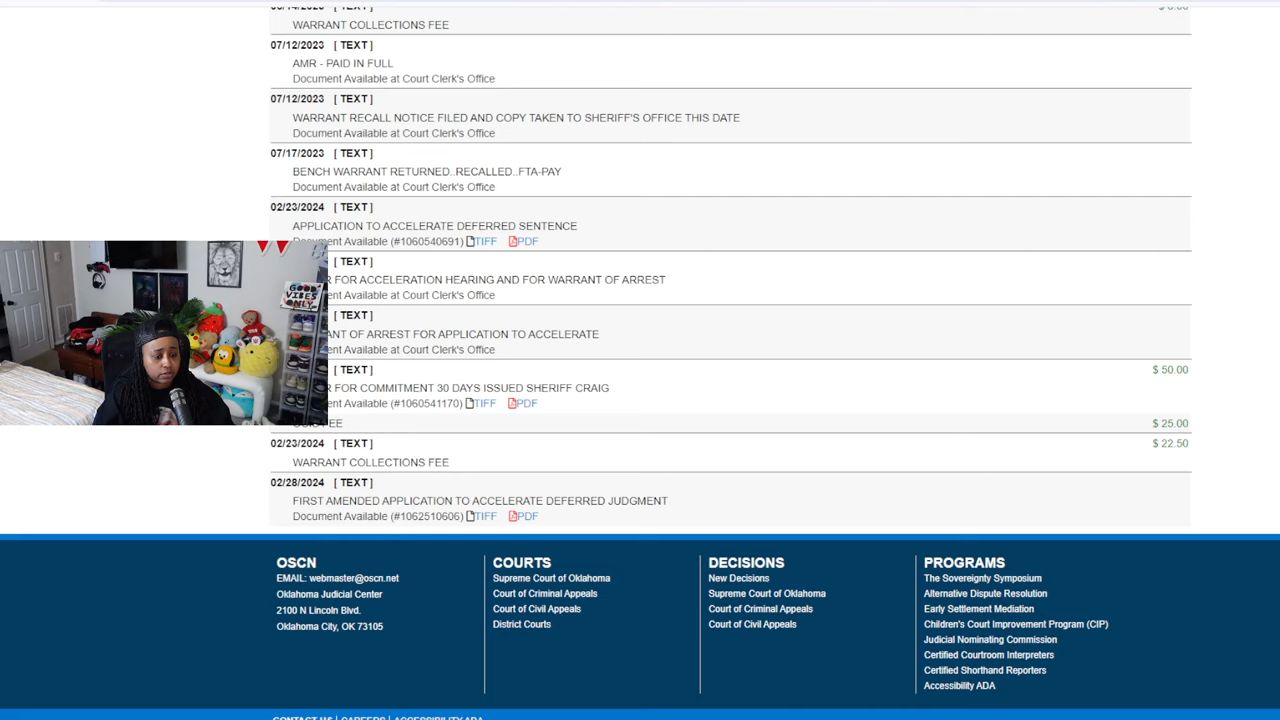 WARRANT COLLECTIONS FEE
07/12/2023 [ TEXT ]
AMR - PAID IN FULL
Document Available at Court Clerk's Office
07/12/2023 [ TEXT ]
WARRANT RECALL NOTICE FILED AND COPY TAKEN TO SHERIFF'S OFFICE THIS DATE
Document Available at Court Clerk's Office
07/17/2023 [ TEXT ]
BENCH WARRANT RETURNED..RECALLED..FTA-PAY
Document Available at Court Clerk's Office
02/23/2024 [ TEXT ]
APPLICATION TO ACCELERATE DEFERRED SENTENCE
Available (#1060540691) TIFF PDF
[ TEXT ]
FOR ACCELERATION HEARING AND FOR WARRANT OF ARREST
Available at Court Clerk's Office
[ TEXT ]
OF ARREST FOR APPLICATION TO ACCELERATE
Available at Court Clerk's Office
[ TEXT ] $ 50.00
FOR COMMITMENT 30 DAYS ISSUED SHERIFF CRAIG
Available (#1060541170) TIFF PDF
FEE $ 25.00
02/23/2024 [ TEXT ] $ 22.50
WARRANT COLLECTIONS FEE
02/28/2024 [ TEXT ]
FIRST AMENDED APPLICATION TO ACCELERATE DEFERRED JUDGMENT
Document Available (#1062510606) TIFF PDF
GOOD
VIBES
ONLY
OSCN
EMAIL: webmaster@oscn.net
Oklahoma Judicial Center
2100 N Lincoln Blvd.
Oklahoma City, OK 73105
COURTS
Supreme Court of Oklahoma
Court of Criminal Appeals
Court of Civil Appeals
District Courts
DECISIONS
New Decisions
Supreme Court of Oklahoma
Court of Criminal Appeals
Court of Civil Appeals
PROGRAMS
The Sovereignty Symposium
Alternative Dispute Resolution
Early Settlement Mediation
Children's Court Improvement Program (CIP)
Judicial Nominating Commission
Certified Courtroom Interpreters
Certified Shorthand Reporters
Accessibility ADA
CONTACT US | CAREERS | ACCESSIBILITY ADA